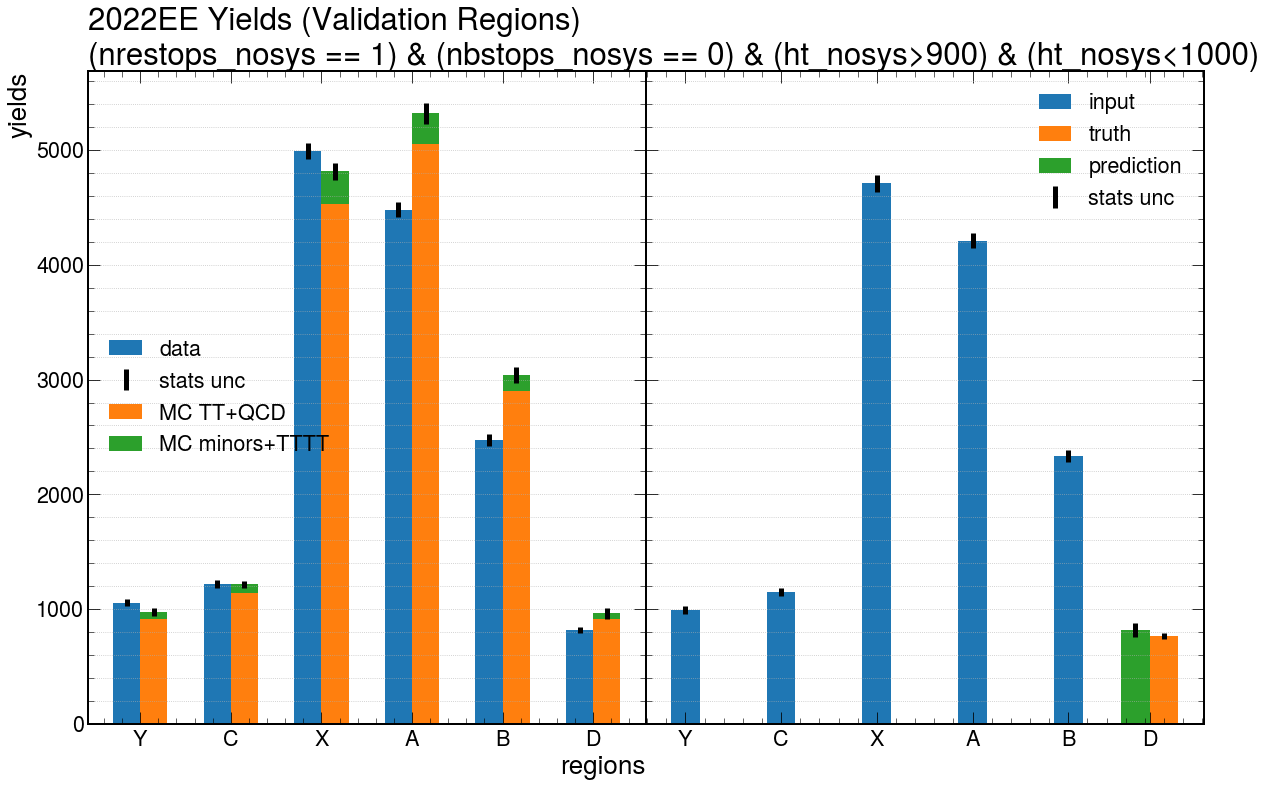 2022EE Yields (Validation Regions)
(nrestops_nosys == 1) & (nbstops_nosys == 0) & (ht_nosys>900) & (ht_nosys<1000)
yields
5000
4000
3000
2000
1000
0
data
stats unc
MC TT+QCD
MC minors+TTTT
input
truth
prediction
stats unc
Y C X A B D
Y C X A B D
regions